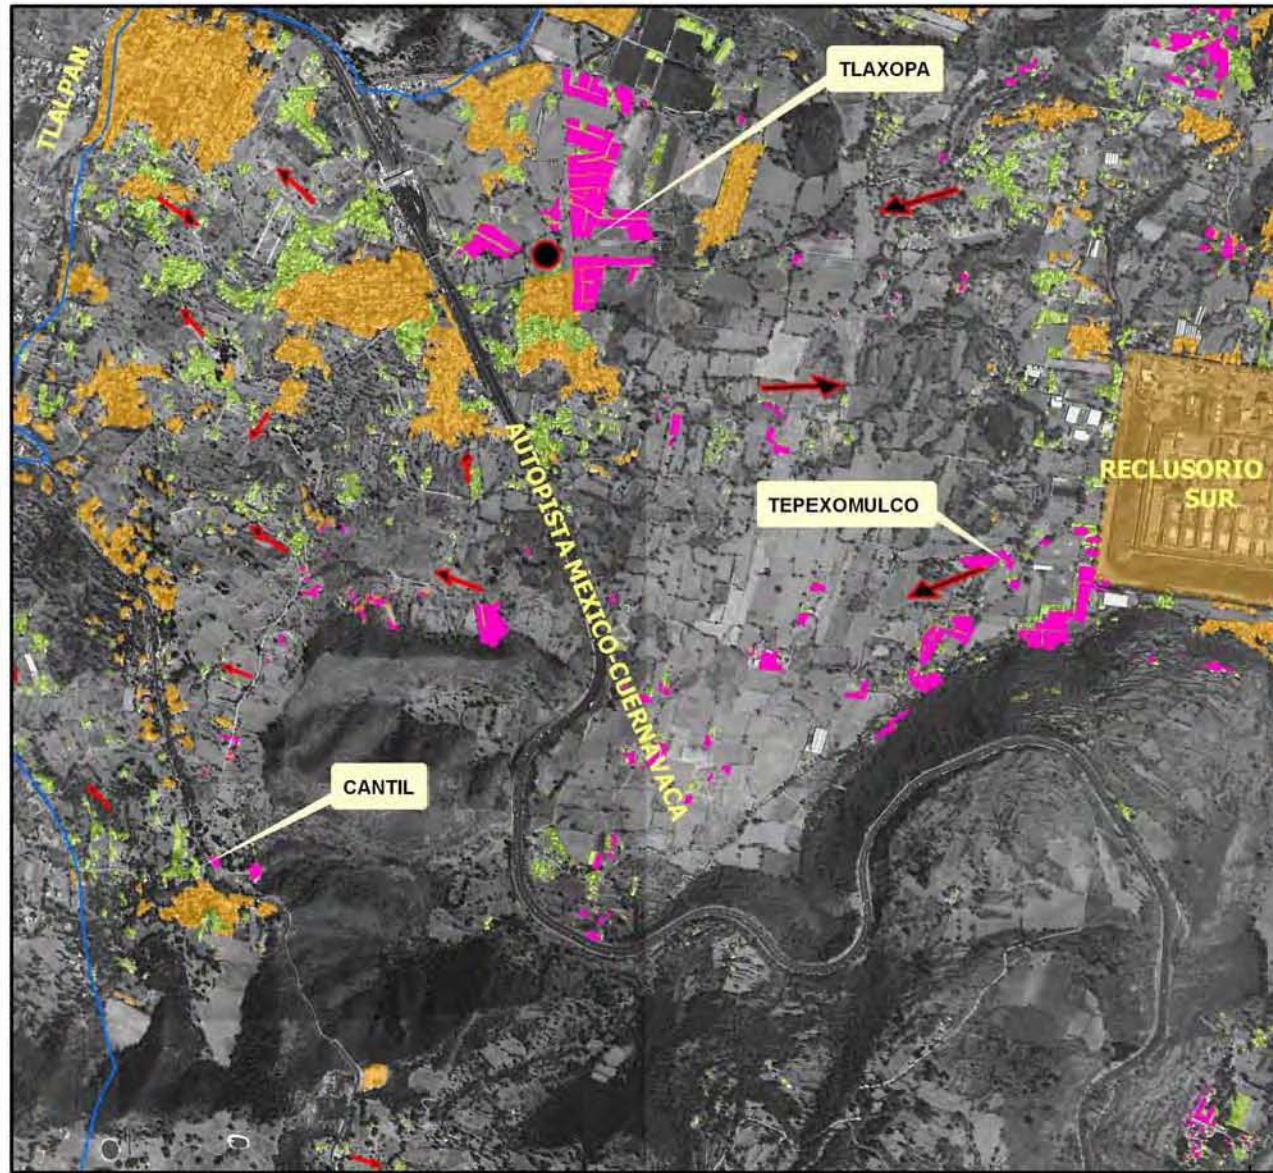 TLALPAN
TLAXOPA
AUTOPISTA MEXICO-CUERNAVACA
RECLUSORIO
SUR
TEPEXOMULCO
CANTIL